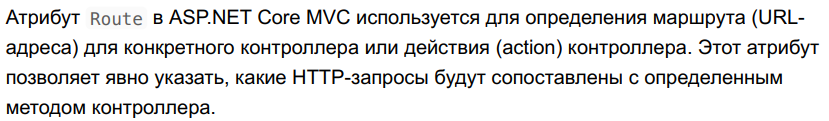 Атрибут Route в ASP.NET Core MVC используется для определения маршрута (URL-
адреса) для конкретного контроллера или действия (action) контроллера. Этот атрибут
позволяет явно указать, какие HTTP-запросы будут сопоставлены с определенным
методом контроллера.